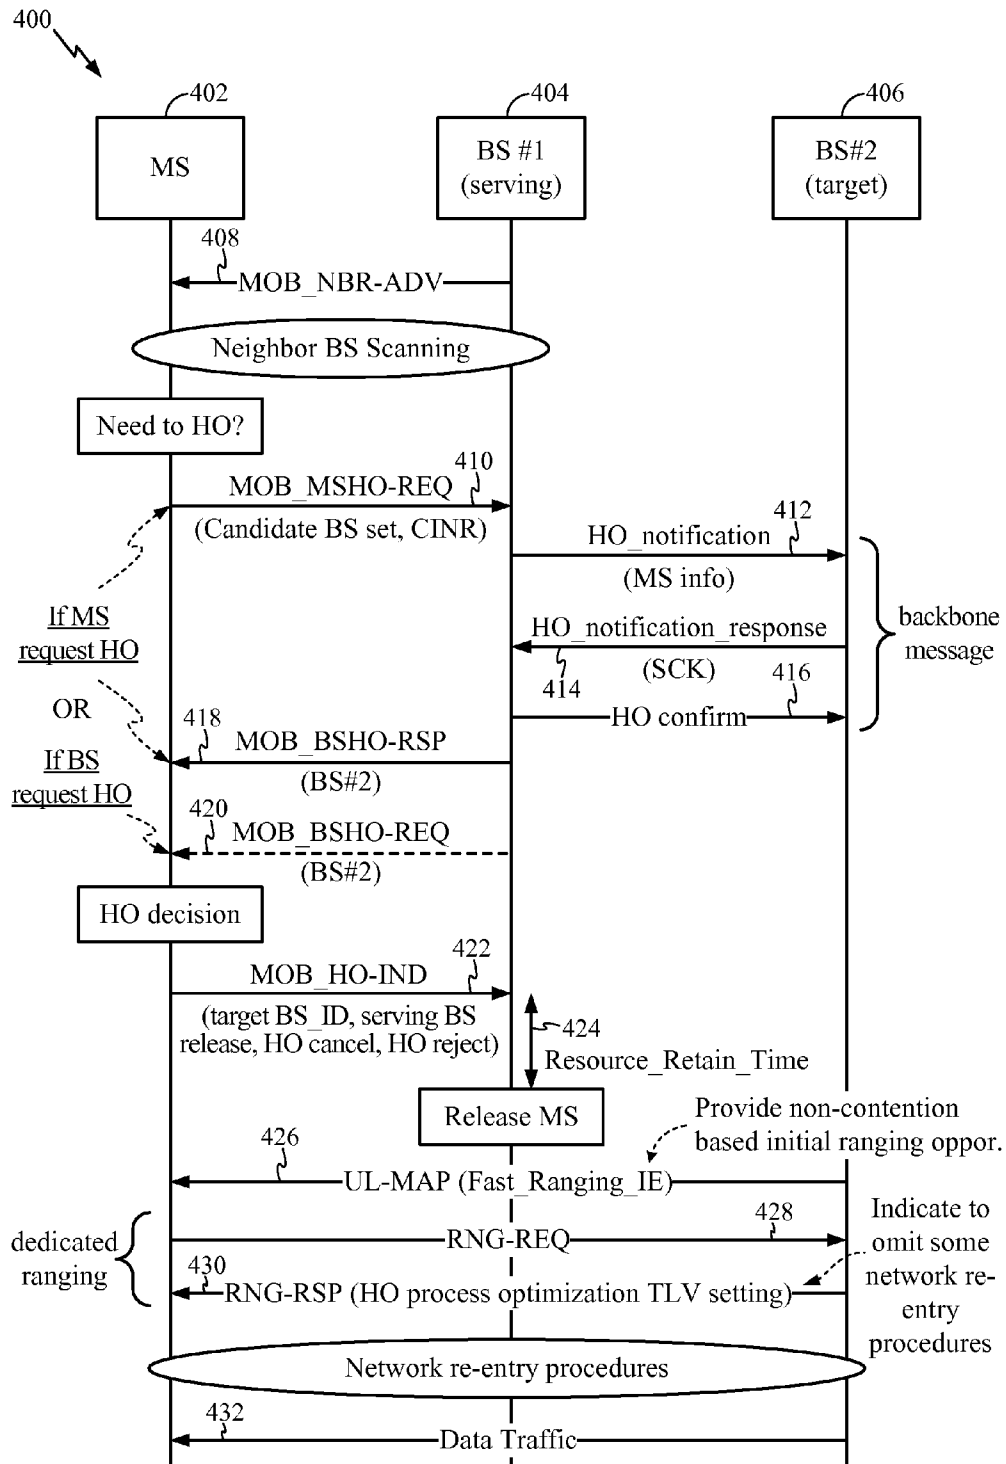 400
402
404
406
MS
BS #1
(serving)
BS#2
(target)
408
MOB_NBR-ADV
Neighbor BS Scanning
Need to HO?
MOB_MSHO-REQ
410
(Candidate BS set, CINR)
HO_notification
412
(MS info)
If MS
request HO
HO_notification_response
414
(SCK)
416
backbone
message
OR
HO confirm
418
MOB_BSHO-RSP
(BS#2)
If BS
request HO
420
MOB_BSHO-REQ
(BS#2)
HO decision
MOB_HO-IND
422
(target BS_ID, serving BS
release, HO cancel, HO reject)
424
Resource_Retain_Time
Release MS
Provide non-contention
based initial ranging oppor.
426
UL-MAP (Fast_Ranging_IE)
dedicated
ranging
RNG-REQ
428
Indicate to
omit some
network re-
entry
procedures
430
RNG-RSP (HO process optimization TLV setting)
Network re-entry procedures
432
Data Traffic